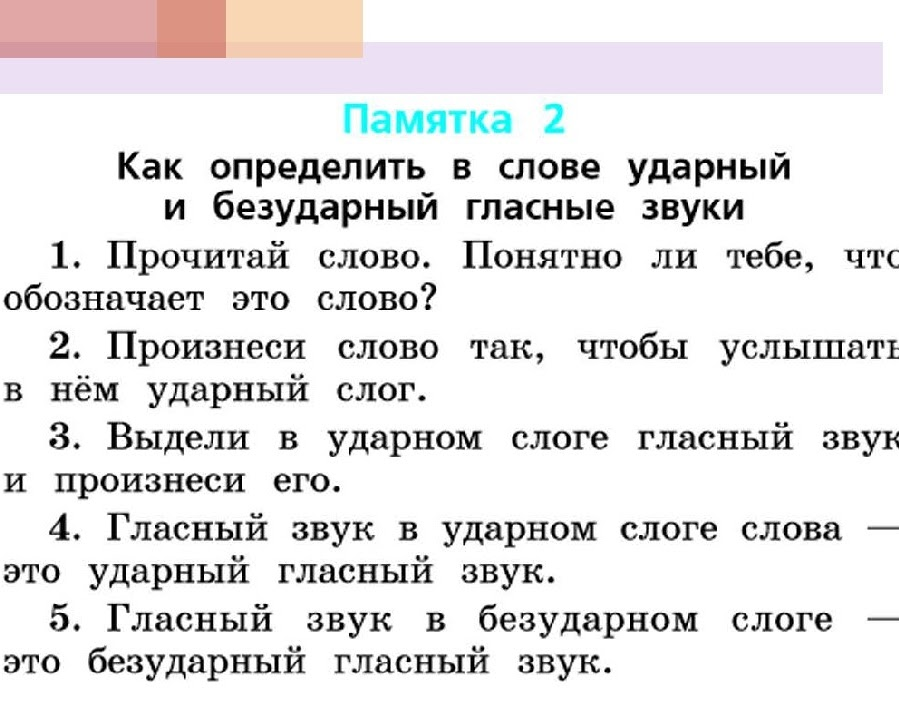 Памятка 2
Как определить в слове ударный
и безударный гласные звуки
1. Прочитай слово. Понятно ли тебе, что
обозначает это слово?
2. Произнеси слово так, чтобы услышать
в нём ударный слог.
3. Выдели в ударном слоге гласный звук
и произнеси его.
4. Гласный звук в ударном слоге слова —
это ударный гласный звук.
5. Гласный звук в безударном слоге —
это безударный гласный звук.